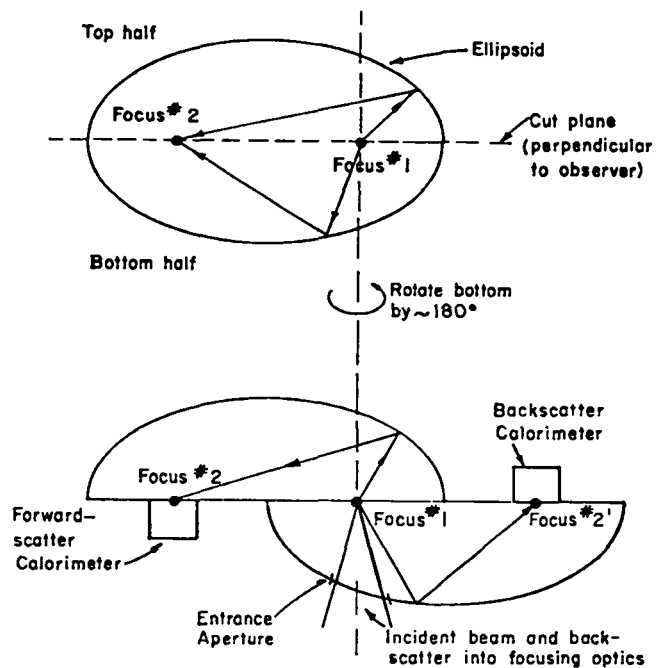 Top half
Ellipsoid
Focus #2
Focus #1
Cut plane
(perpendicular
to observer)
Bottom half
Rotate bottom
by ~180°
Backscatter
Calorimeter
Focus #2
Focus #1
Focus #2'
Forward-
scatter
Calorimeter
Entrance
Aperture
Incident beam and back-
scatter into focusing optics